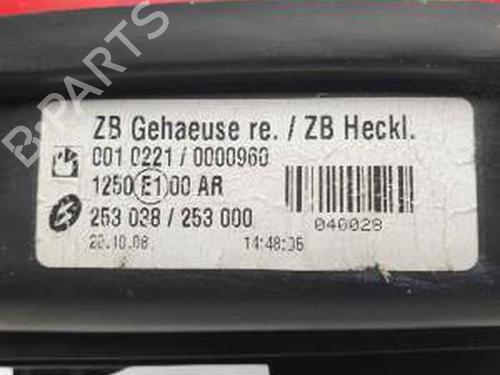 ZB Gehaeuse re. / ZB Heckl.
001 0221 / 0000960
1250 E1 00 AR
253 038 / 253 000
046028
22.10.08 14:48:36
B-PARTS